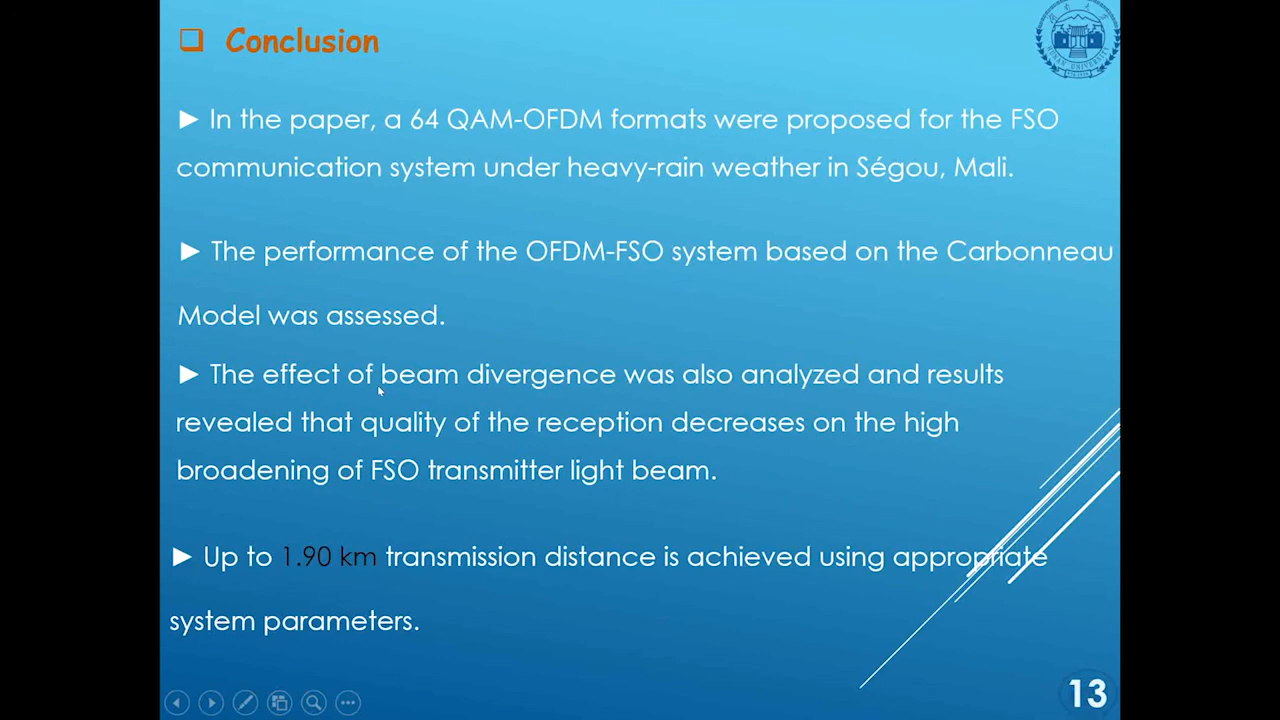 ❑ Conclusion
► In the paper, a 64 QAM-OFDM formats were proposed for the FSO
communication system under heavy-rain weather in Ségou, Mali.
► The performance of the OFDM-FSO system based on the Carbonneau
Model was assessed.
► The effect of beam divergence was also analyzed and results
revealed that quality of the reception decreases on the high
broadening of FSO transmitter light beam.
► Up to 1.90 km transmission distance is achieved using appropriate
system parameters.
13